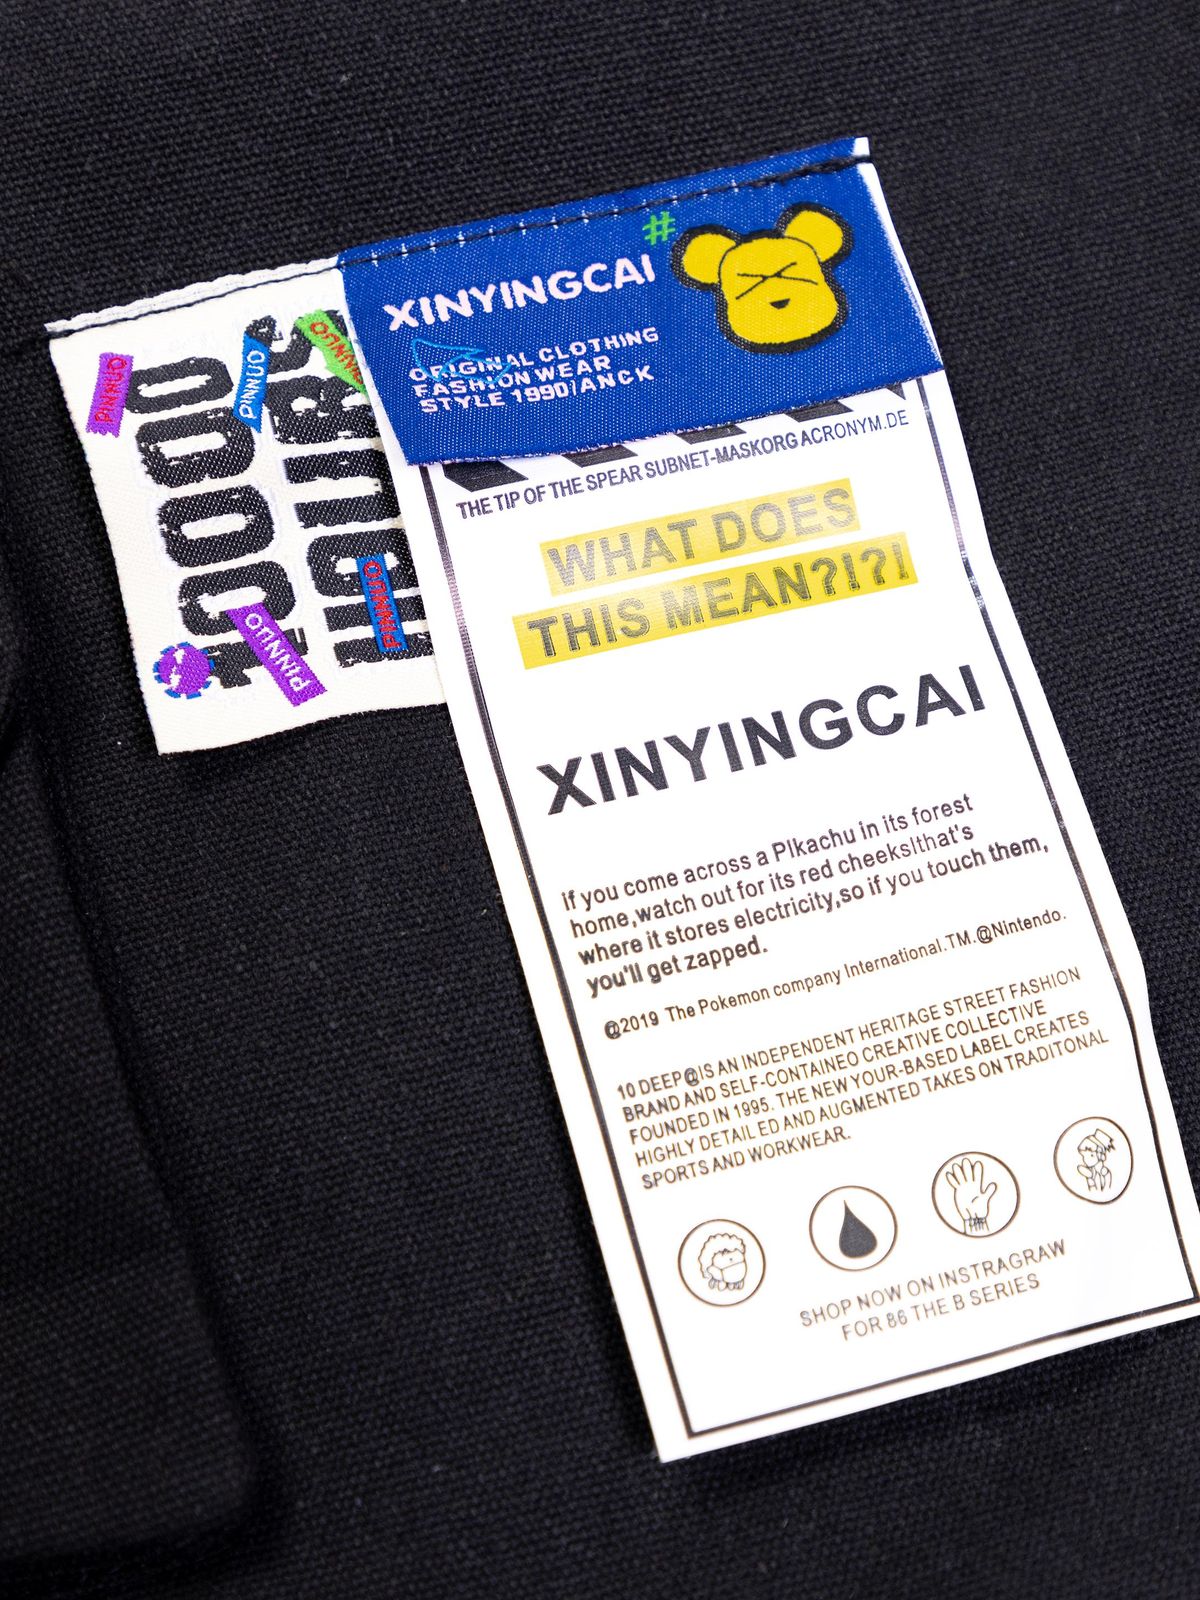 XINYINGCAI
#
ORIGINAL CLOTHING
FASHION WEAR
STYLE 1990/ANCK
PINNUO
PINNUO
PINNUO
PINNUO
PINNUO
10000
HOURS
THE TIP OF THE SPEAR SUBNET-MASKORG ACRONYM.DE
WHAT DOES
THIS MEAN?!?!
XINYINGCAI
if you come across a PIkachu in its forest
home,watch out for its red cheeks!that's
where it stores electricity,so if you touch them,
you'll get zapped.
@2019 The Pokemon company International.TM.@Nintendo.
10 DEEP@IS AN INDEPENDENT HERITAGE STREET FASHION
BRAND AND SELF-CONTAINEO CREATIVE COLLECTIVE
FOUNDED IN 1995. THE NEW YOUR-BASED LABEL CREATES
HIGHLY DETAIL ED AND AUGMENTED TAKES ON TRADITONAL
SPORTS AND WORKWEAR.
SHOP NOW ON INSTRAGRAW
FOR 86 THE B SERIES